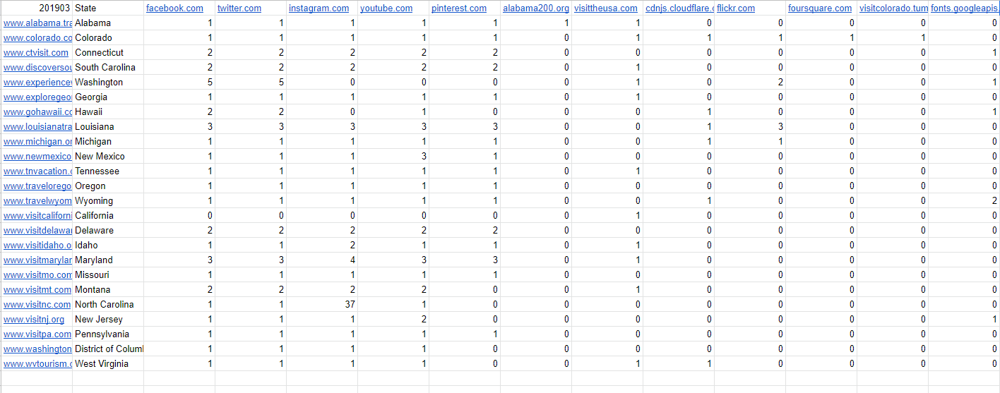 201903 State facebook.com twitter.com instagram.com youtube.com pinterest.com alabama200.org visittheusa.com cdnjs.cloudflare.c flickr.com foursquare.com visitcolorado.tum fonts.googleapis.
www.alabama.tra Alabama 1 1 1 1 1 1 1 0 0 0 0 0
www.colorado.co Colorado 1 1 1 1 1 0 1 1 1 1 1 0
www.ctvisit.com Connecticut 2 2 2 2 2 0 0 0 0 0 0 1
www.discoversou South Carolina 2 2 2 2 2 0 1 0 0 0 0 0
www.experiencev Washington 5 5 0 0 0 0 1 0 2 0 0 1
www.exploregeor Georgia 1 1 1 1 1 0 1 0 0 0 0 0
www.gohawaii.co Hawaii 2 2 0 1 0 0 0 1 0 0 0 1
www.louisianatra Louisiana 3 3 3 3 3 0 0 1 3 0 0 0
www.michigan.or Michigan 1 1 1 1 1 0 0 1 1 0 0 0
www.newmexico. New Mexico 1 1 1 3 1 0 0 0 0 0 0 0
www.tnvacation.c Tennessee 1 1 1 1 1 0 1 0 0 0 0 0
www.travelorego Oregon 1 1 1 1 1 0 0 0 0 0 0 0
www.travelwyom Wyoming 1 1 1 1 1 0 0 1 0 0 0 2
www.visitcaliforni California 0 0 0 0 0 0 1 0 0 0 0 0
www.visitdelawar Delaware 2 2 2 2 2 0 0 0 0 0 0 0
www.visitidaho.o Idaho 1 1 2 1 1 0 1 0 0 0 0 0
www.visitmarylar Maryland 3 3 4 3 3 0 1 0 0 0 0 0
www.visitmo.com Missouri 1 1 1 1 1 0 0 0 0 0 0 0
www.visitmt.com Montana 2 2 2 2 0 0 1 0 0 0 0 0
www.visitnc.com North Carolina 1 1 37 1 0 0 0 0 0 0 0 0
www.visitnj.org New Jersey 1 1 1 2 0 0 0 0 0 0 0 1
www.visitpa.com Pennsylvania 1 1 1 1 1 0 0 0 0 0 0 0
www.washington District of Columl 1 1 1 1 0 0 0 0 0 0 0 0
www.wvtourism.c West Virginia 1 1 1 1 0 0 1 1 0 0 0 0